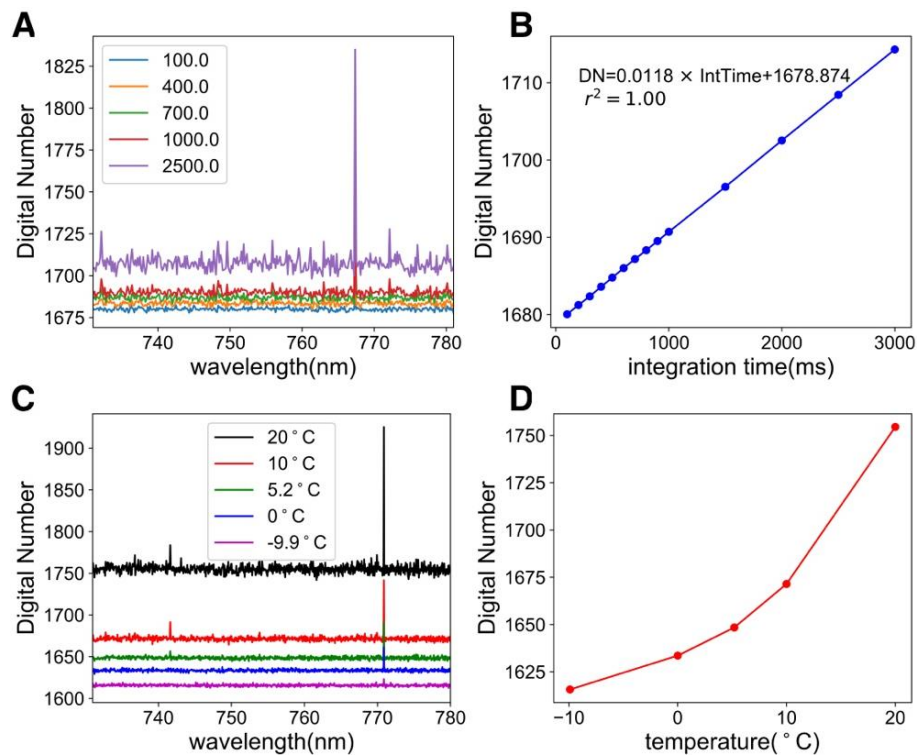 A
Digital Number
1825
1800
1775
1750
1725
1700
1675
740
750
760
770
780
wavelength(nm)
100.0
400.0
700.0
1000.0
2500.0
B
Digital Number
1710
1700
1690
1680
0
1000
2000
3000
integration time(ms)
DN=0.0118 × IntTime+1678.874
r² = 1.00
C
Digital Number
1900
1850
1800
1750
1700
1650
1600
740
750
760
770
780
wavelength(nm)
20°C
10°C
5.2°C
0°C
-9.9°C
D
Digital Number
1750
1725
1700
1675
1650
1625
−10
0
10
20
temperature(°C)